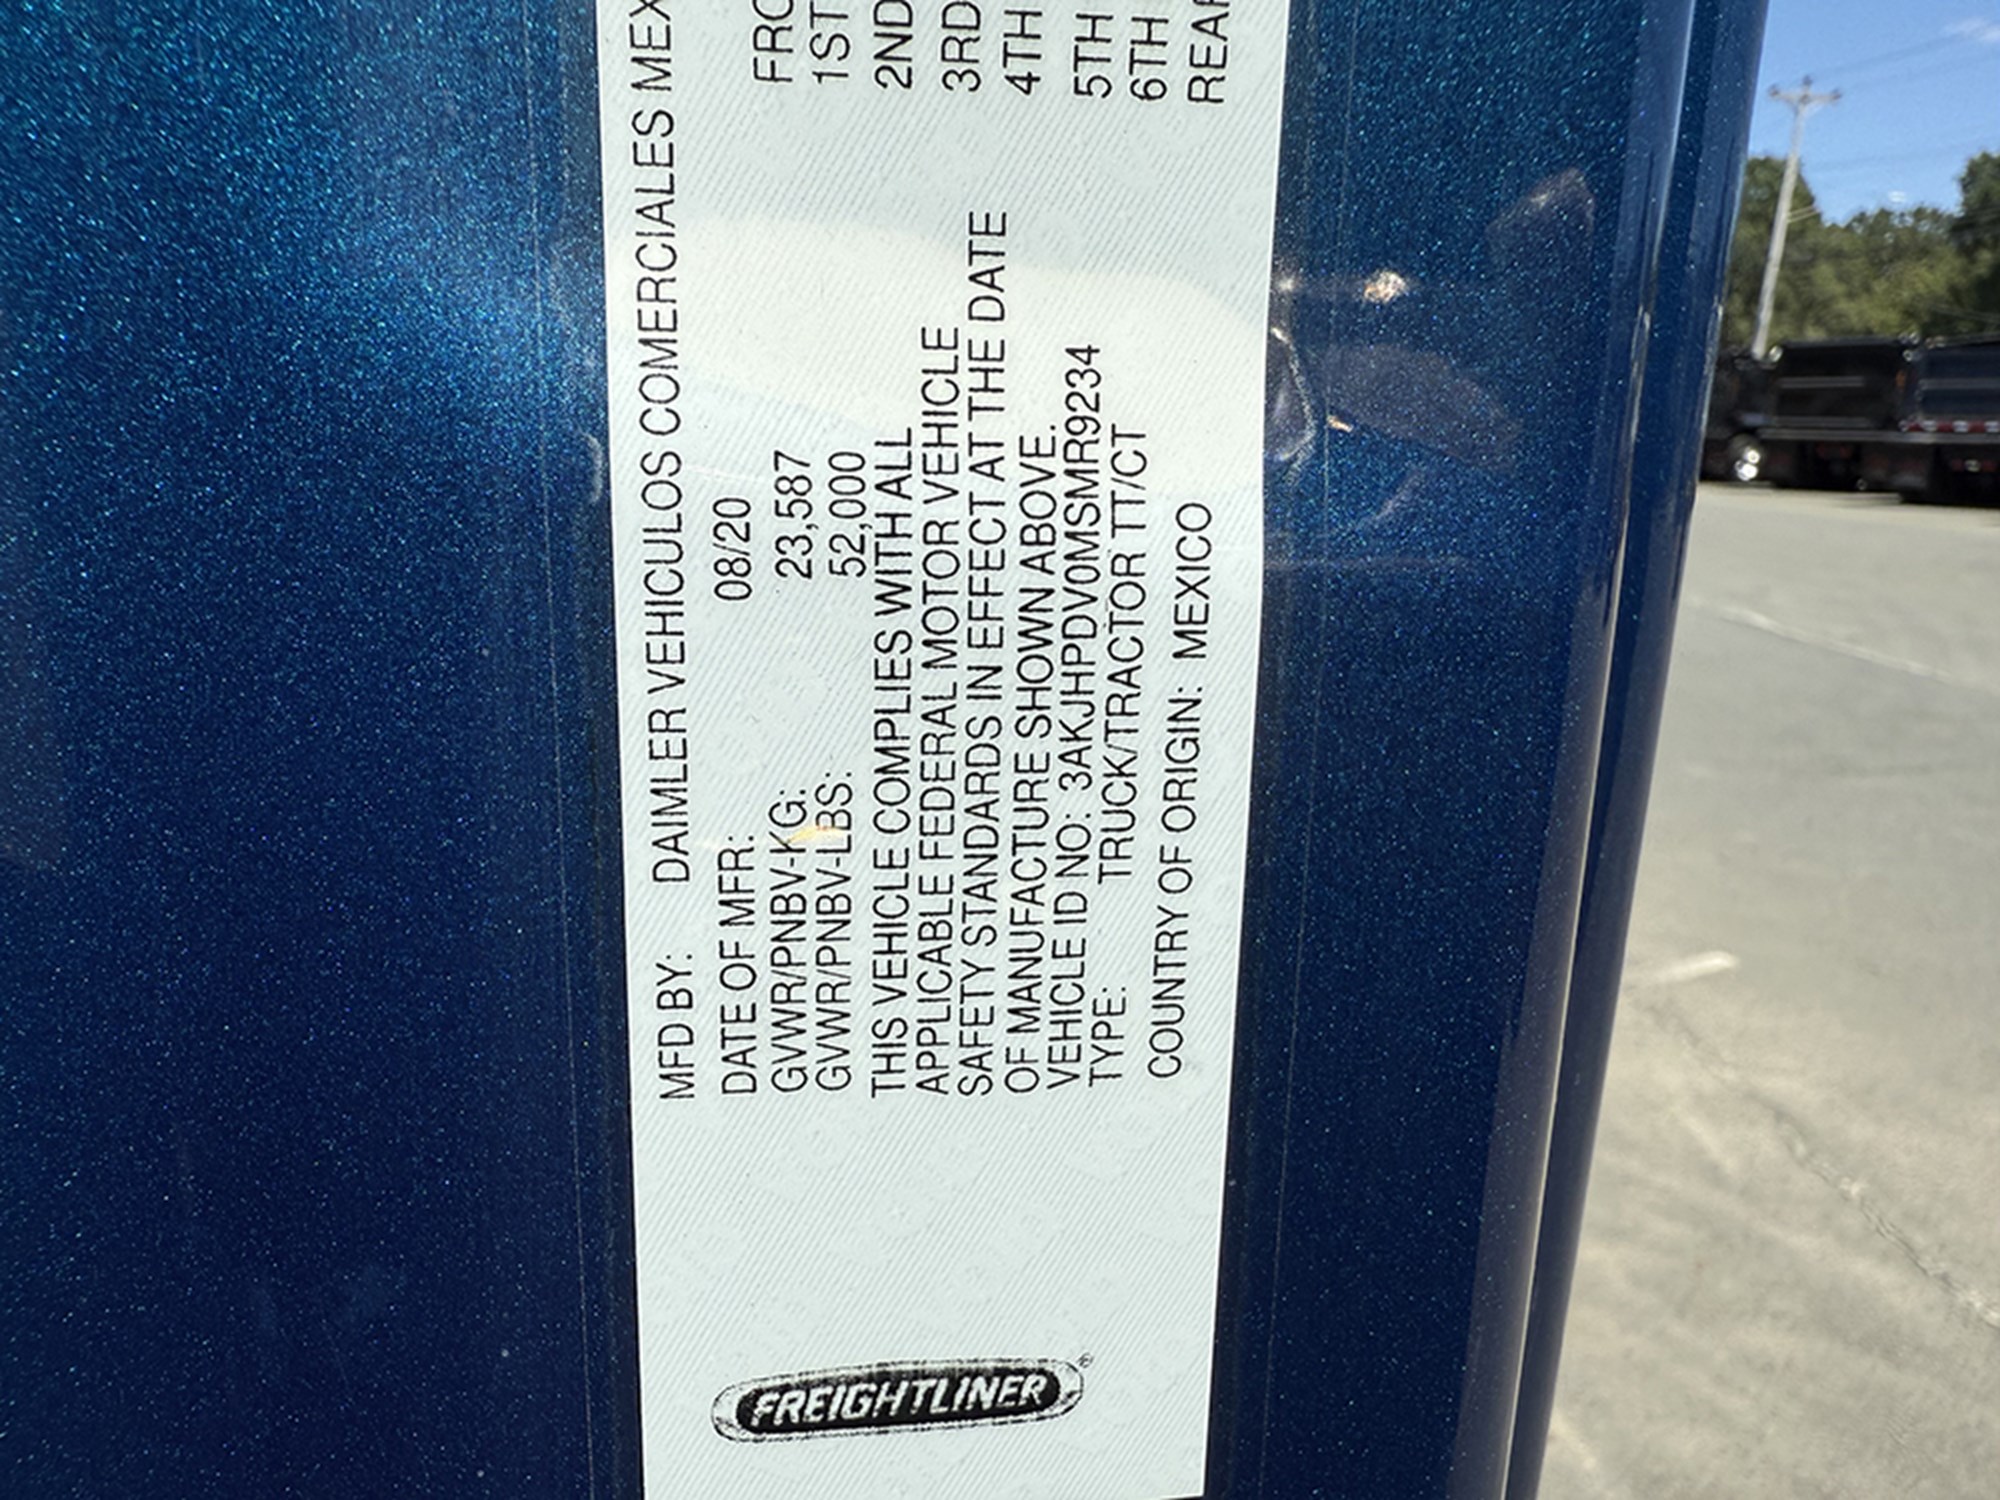 MFD BY: DAIMLER VEHICULOS COMERCIALES MEX
DATE OF MFR: 08/20
GVWR/PNBV-KG: 23,587
GVWR/PNBV-LBS: 52,000
THIS VEHICLE COMPLIES WITH ALL
APPLICABLE FEDERAL MOTOR VEHICLE
SAFETY STANDARDS IN EFFECT AT THE DATE
OF MANUFACTURE SHOWN ABOVE.
VEHICLE ID NO: 3AKJHPDV0MSMR9234
TYPE: TRUCK/TRACTOR TT/CT
COUNTRY OF ORIGIN: MEXICO
FRO
1ST
2ND
3RD
4TH
5TH
6TH
REAR
FREIGHTLINER®